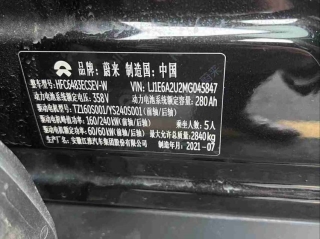 品牌：蔚来 制造国：中国
整车型号：HFC6483ECSEV-W VIN：LJ1E6A2U2MG045847
动力电池系统额定电压：358V 动力电池系统额定容量：280Ah
驱动电机型号：TZ160S001/YS240S001（前轴/后轴）
驱动电机峰值功率：160/240kW（前轴/后轴） 乘坐人数：5人
驱动电机额定功率：60/60kW（前轴/后轴） 最大允许总质量：2840kg
生产厂名：安徽江淮汽车集团股份有限公司 制造年月：2021-07